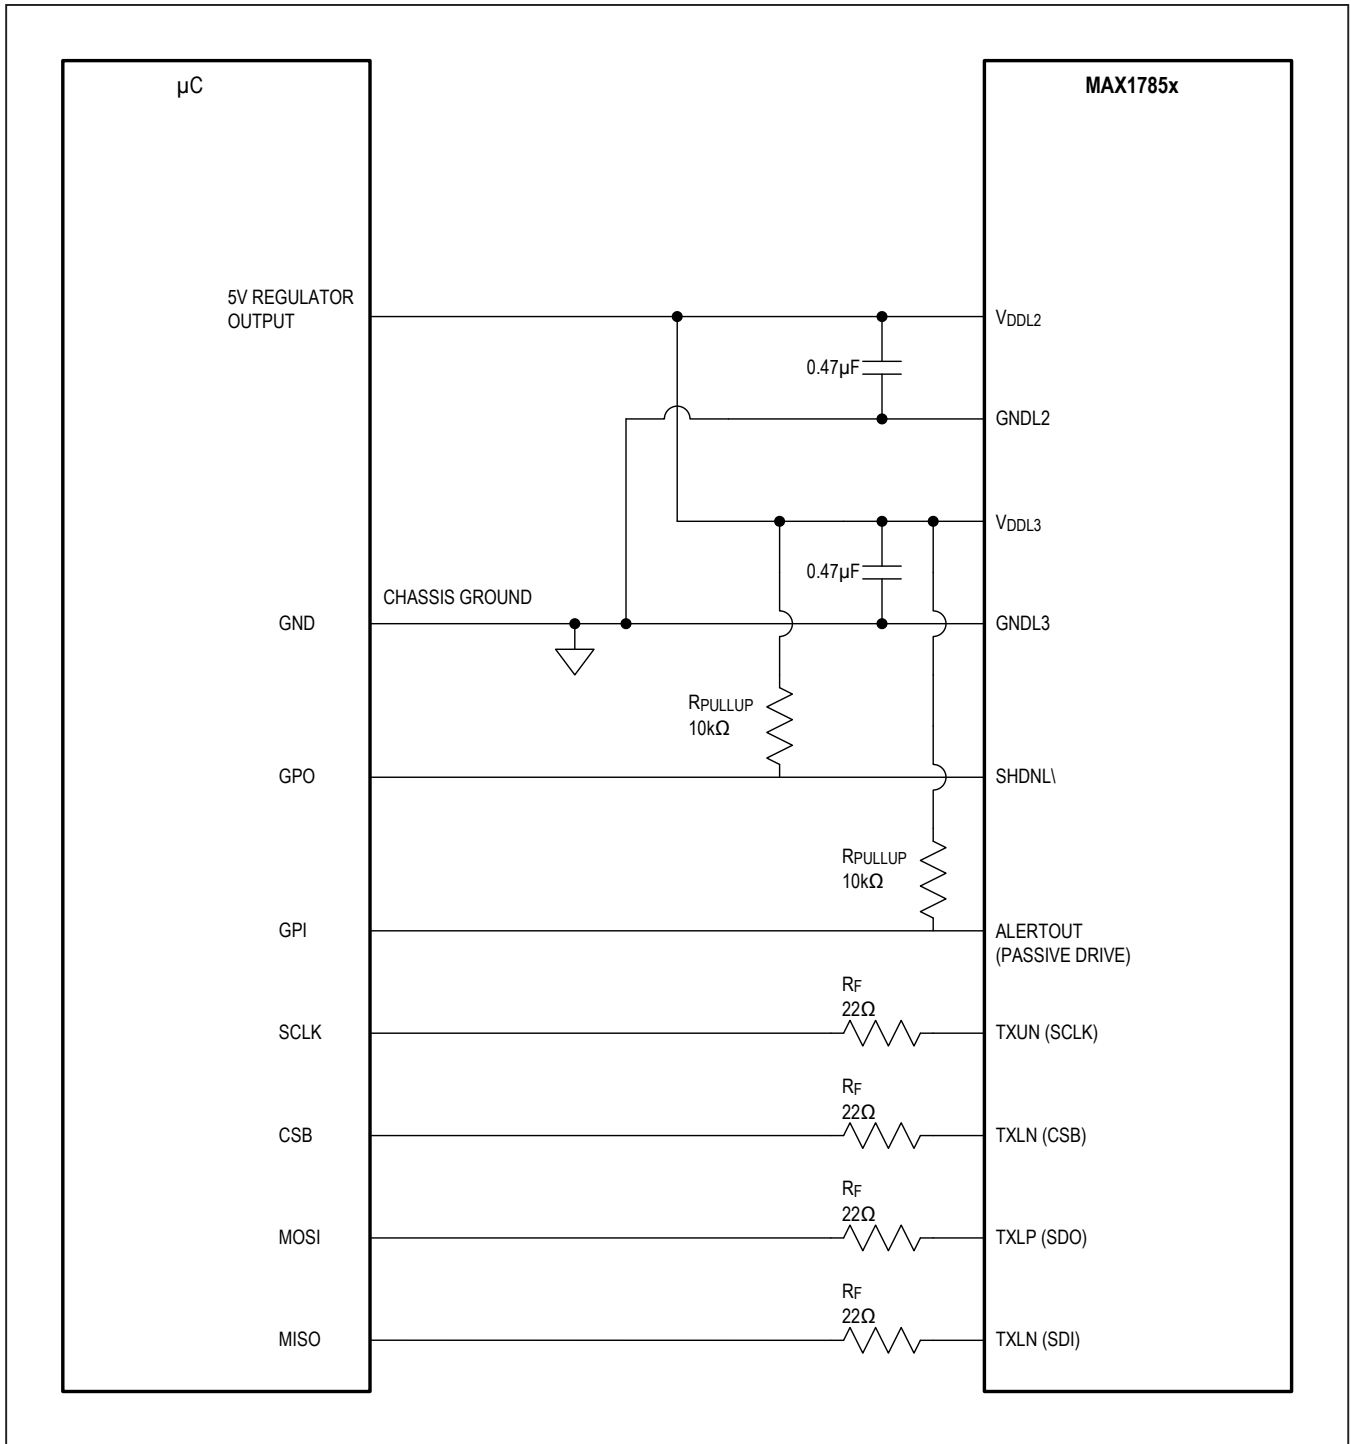 µC
MAX1785x
5V REGULATOR
OUTPUT
VDDL2
0.47µF
GNDL2
VDDL3
0.47µF
CHASSIS GROUND
GND
GNDL3
RPULLUP
10kΩ
GPO
SHDNL\
RPULLUP
10kΩ
GPI
ALERTOUT
(PASSIVE DRIVE)
RF
22Ω
SCLK
TXUN (SCLK)
RF
22Ω
CSB
TXLN (CSB)
RF
22Ω
MOSI
TXLP (SDO)
RF
22Ω
MISO
TXLN (SDI)